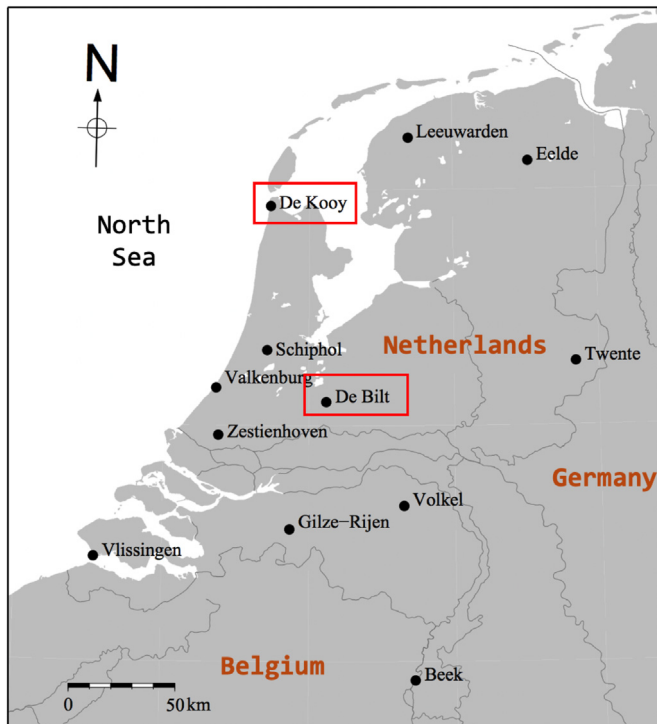 N
Leeuwarden
Eelde
De Kooy
North
Sea
Schiphol
Netherlands
Twente
Valkenburg
De Bilt
Zestienhoven
Germany
Volkel
Gilze−Rijen
Vlissingen
Belgium
Beek
0 50 km